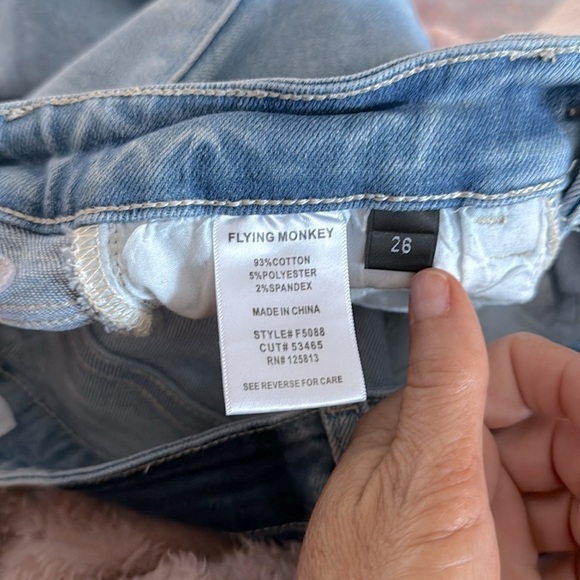 FLYING MONKEY
93%COTTON
5%POLYESTER
2%SPANDEX
MADE IN CHINA
STYLE# F5088
CUT# 53465
RN# 125813
SEE REVERSE FOR CARE
26